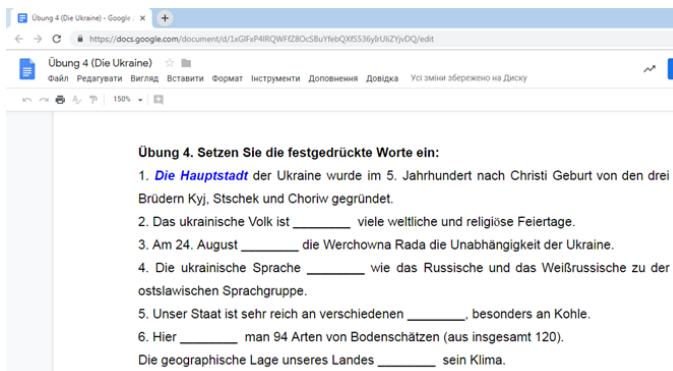 Übung 4 (Die Ukraine) - Google
https://docs.google.com/document/d/1xGlFxP4lRQWFfZ8OcSBuYfebQXfS536ylrUliZYjvDQ/edit
Übung 4 (Die Ukraine)
Файл Редагувати Вигляд Вставити Формат Інструменти Доповнення Довідка Усі зміни збережено на Диску
150%
Übung 4. Setzen Sie die festgedrückte Worte ein:
1. Die Hauptstadt der Ukraine wurde im 5. Jahrhundert nach Christi Geburt von den drei
Brüdern Kyj, Stschek und Choriw gegründet.
2. Das ukrainische Volk ist ________ viele weltliche und religiöse Feiertage.
3. Am 24. August ________ die Werchowna Rada die Unabhängigkeit der Ukraine.
4. Die ukrainische Sprache ________ wie das Russische und das Weißrussische zu der
ostslawischen Sprachgruppe.
5. Unser Staat ist sehr reich an verschiedenen ________, besonders an Kohle.
6. Hier ________ man 94 Arten von Bodenschätzen (aus insgesamt 120).
Die geographische Lage unseres Landes ________ sein Klima.